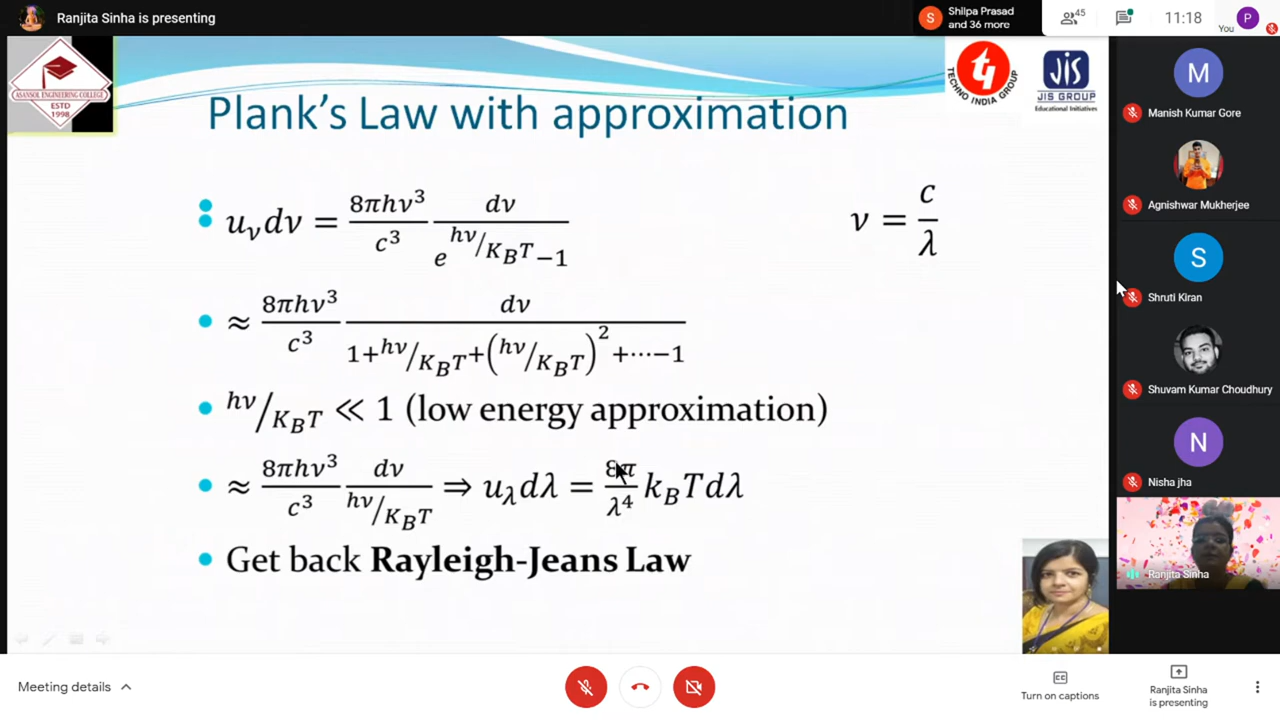 Ranjita Sinha is presenting
Shilpa Prasad
and 36 more
45
11:18
You
P
S
ASANSOL ENGINEERING COLLEGE
ESTD
1998
TECHNO INDIA GROUP
JIS
JIS GROUP
Educational Initiatives
Plank's Law with approximation
• u_ν dν = 8πhν³/c³ dν/(e^(hν/K_BT) −1)
ν = c/λ
• ≈ 8πhν³/c³ dν/(1+hν/K_BT+(hν/K_BT)²+⋯−1)
• hν/K_BT ≪ 1 (low energy approximation)
• ≈ 8πhν³/c³ dν/(hν/K_BT) ⇒ u_λ dλ = 8π/λ⁴ k_BTdλ
• Get back Rayleigh-Jeans Law
M
Manish Kumar Gore
Agnishwar Mukherjee
S
Shruti Kiran
Shuvam Kumar Choudhury
N
Nisha jha
Ranjita Sinha
Meeting details
CC
Turn on captions
Ranjita Sinha
is presenting